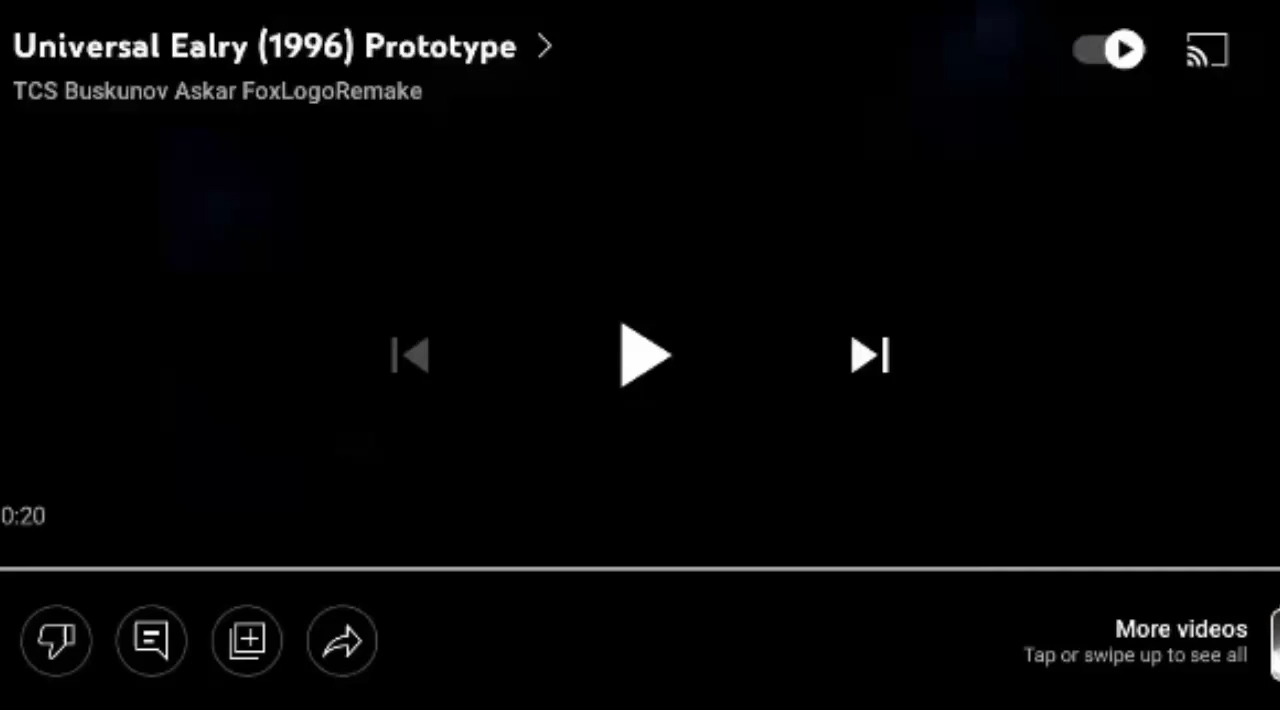 Universal Ealry (1996) Prototype
TCS Buskunov Askar FoxLogoRemake
0:20
More videos
Tap or swipe up to see all